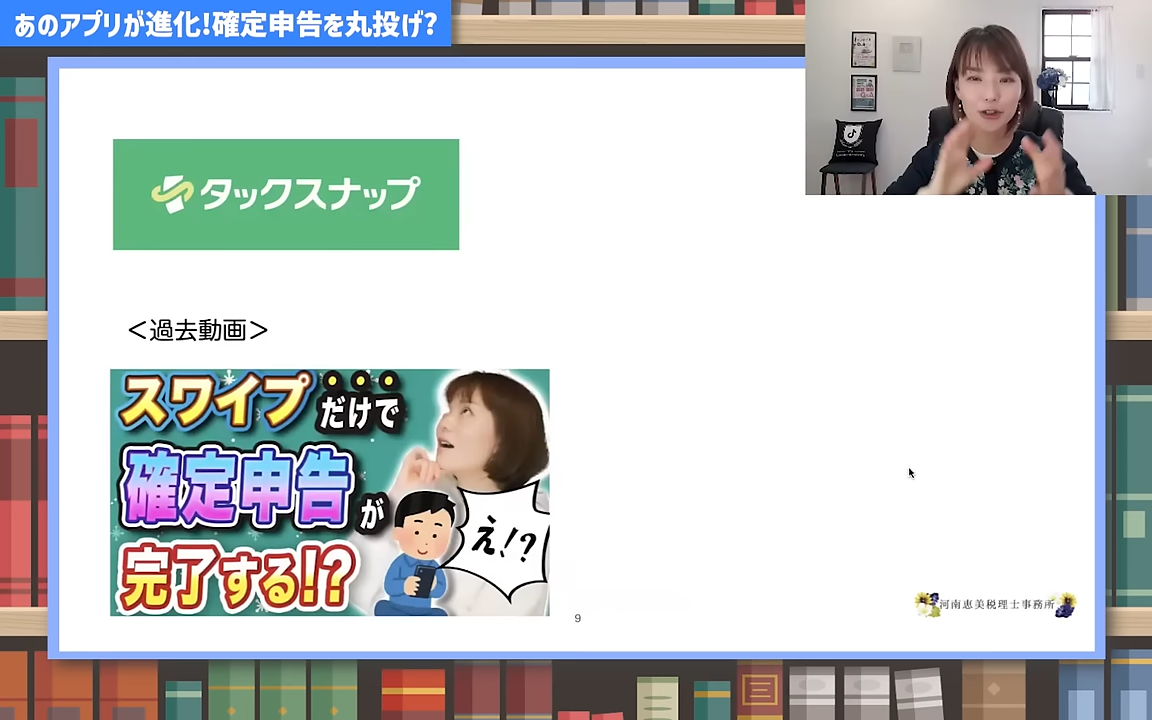 あのアプリが進化!確定申告を丸投げ?
タックスナップ
＜過去動画＞
スワイプだけで
確定申告が
完了する!?
え!?
9
河南恵美税理士事務所